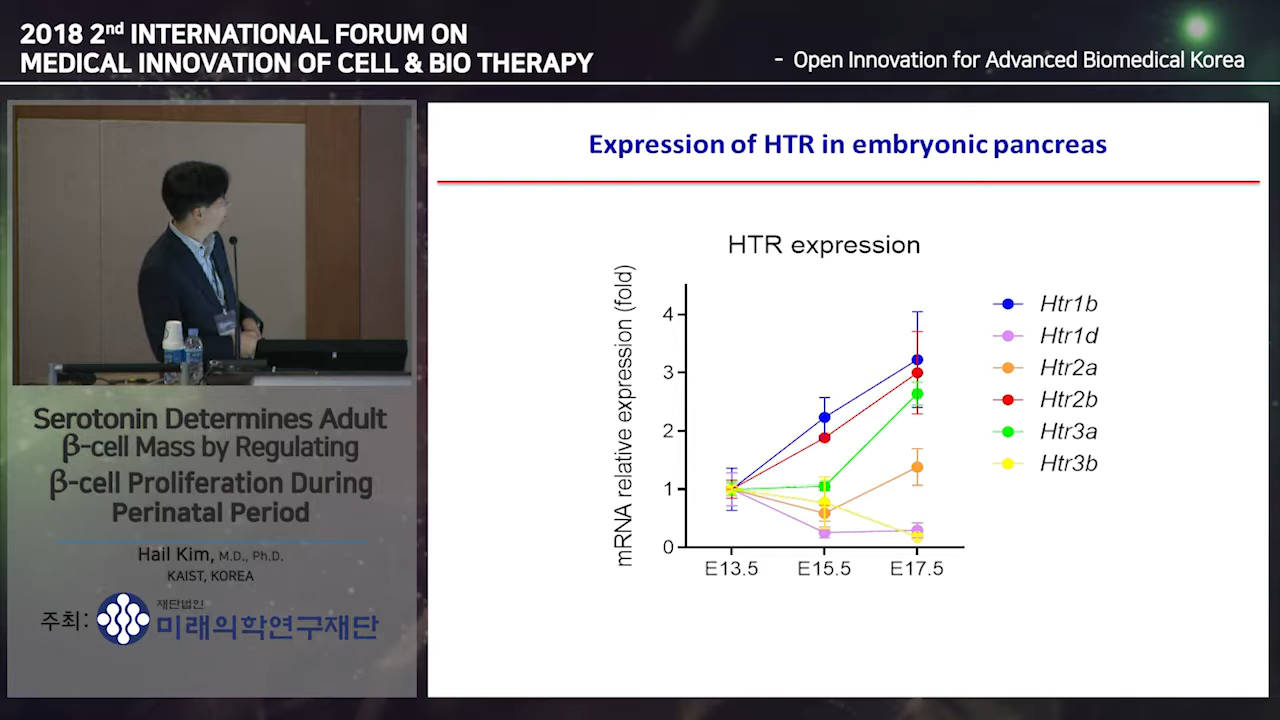 2018 2nd INTERNATIONAL FORUM ON
MEDICAL INNOVATION OF CELL & BIO THERAPY
- Open Innovation for Advanced Biomedical Korea
Serotonin Determines Adult
β-cell Mass by Regulating
β-cell Proliferation During
Perinatal Period
Hail Kim, M.D., Ph.D.
KAIST, KOREA
주최:
재단법인
미래의학연구재단
Expression of HTR in embryonic pancreas
HTR expression
mRNA relative expression (fold)
4
3
2
1
0
E13.5 E15.5 E17.5
Htr1b
Htr1d
Htr2a
Htr2b
Htr3a
Htr3b